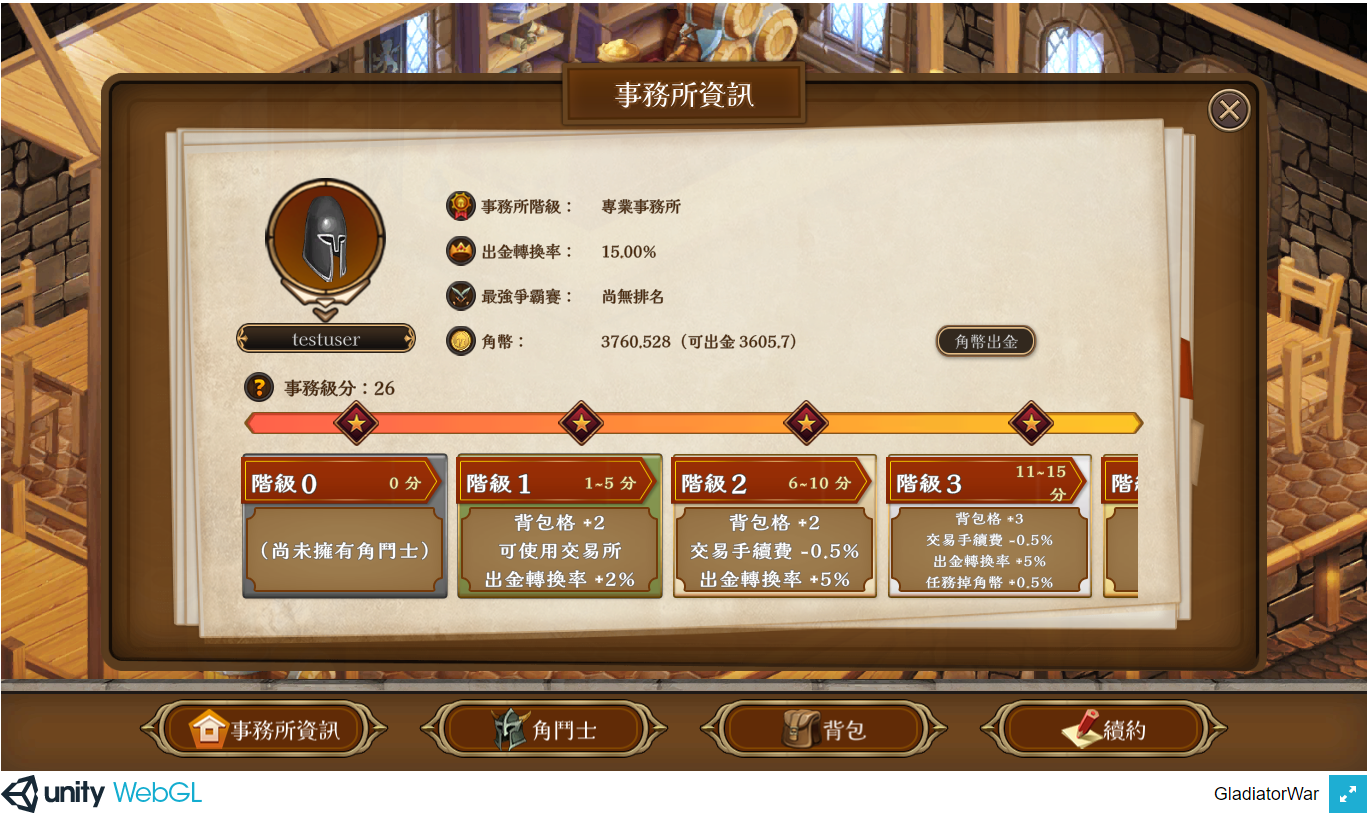 事務所資訊
事務所階級： 專業事務所
出金轉換率： 15.00%
最強爭霸賽： 尚無排名
角幣： 3760.528（可出金 3605.7）
角幣出金
testuser
事務級分：26
階級 0 0 分
（尚未擁有角鬥士）
階級 1 1~5 分
背包格 +2
可使用交易所
出金轉換率 +2%
階級 2 6~10 分
背包格 +2
交易手續費 -0.5%
出金轉換率 +5%
階級 3 11~15
分
背包格 +3
交易手續費 -0.5%
出金轉換率 +5%
任務掉角幣 +0.5%
階
事務所資訊
角鬥士
背包
續約
unity WebGL
GladiatorWar